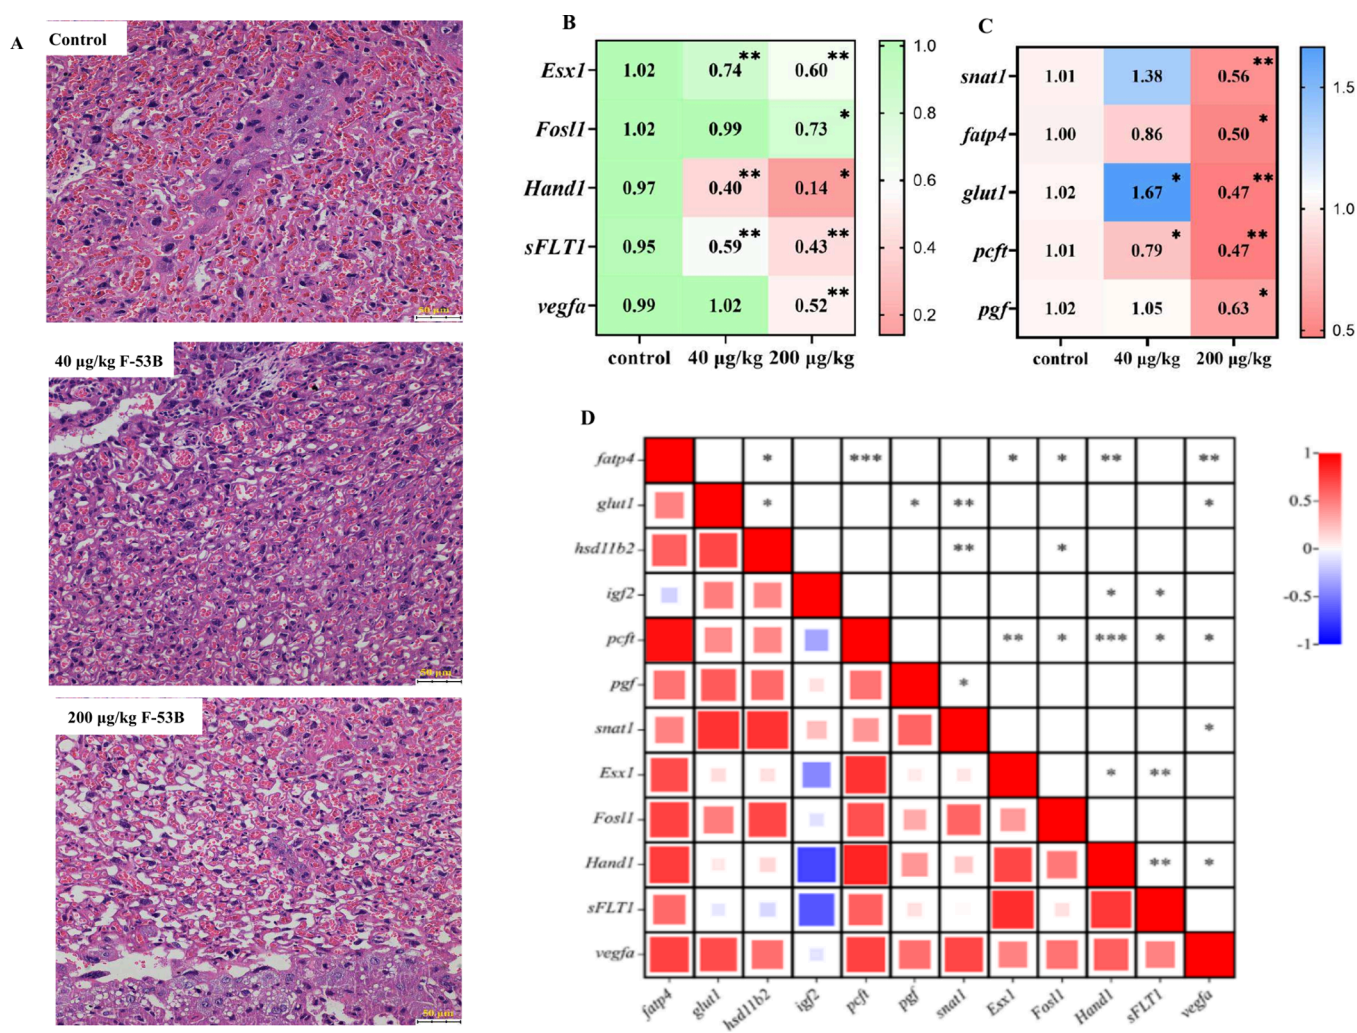 A
Control
50 µm
40 µg/kg F-53B
50 µm
200 µg/kg F-53B
50 µm
B
Esx1 1.02 0.74** 0.60**
Fosl1 1.02 0.99 0.73*
Hand1 0.97 0.40** 0.14*
sFLT1 0.95 0.59** 0.43**
vegfa 0.99 1.02 0.52**
control 40 µg/kg 200 µg/kg
1.0
0.8
0.6
0.4
0.2
C
snat1 1.01 1.38 0.56**
fatp4 1.00 0.86 0.50*
glut1 1.02 1.67* 0.47**
pcft 1.01 0.79* 0.47**
pgf 1.02 1.05 0.63*
control 40 µg/kg 200 µg/kg
1.5
1.0
0.5
D
fatp4 * *** * * ** **
glut1 * * ** *
hsd11b2 ** *
igf2 * *
pcft ** * *** * *
pgf *
snat1 *
Esx1 * **
Fosl1
Hand1 ** *
sFLT1
vegfa
fatp4 glut1 hsd11b2 igf2 pcft pgf snat1 Esx1 Fosl1 Hand1 sFLT1 vegfa
1
0.5
0
-0.5
-1